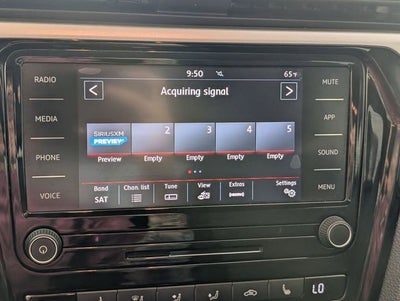 9:50 65°F
RADIO
MEDIA
PHONE
VOICE
Acquiring signal
SIRIUSXM
PREVIEW
2 3 4 5
Preview Empty Empty Empty Empty
Band Chan. list Tune View Extras Settings
SAT
MUTE
APP
SOUND
MENU
LO